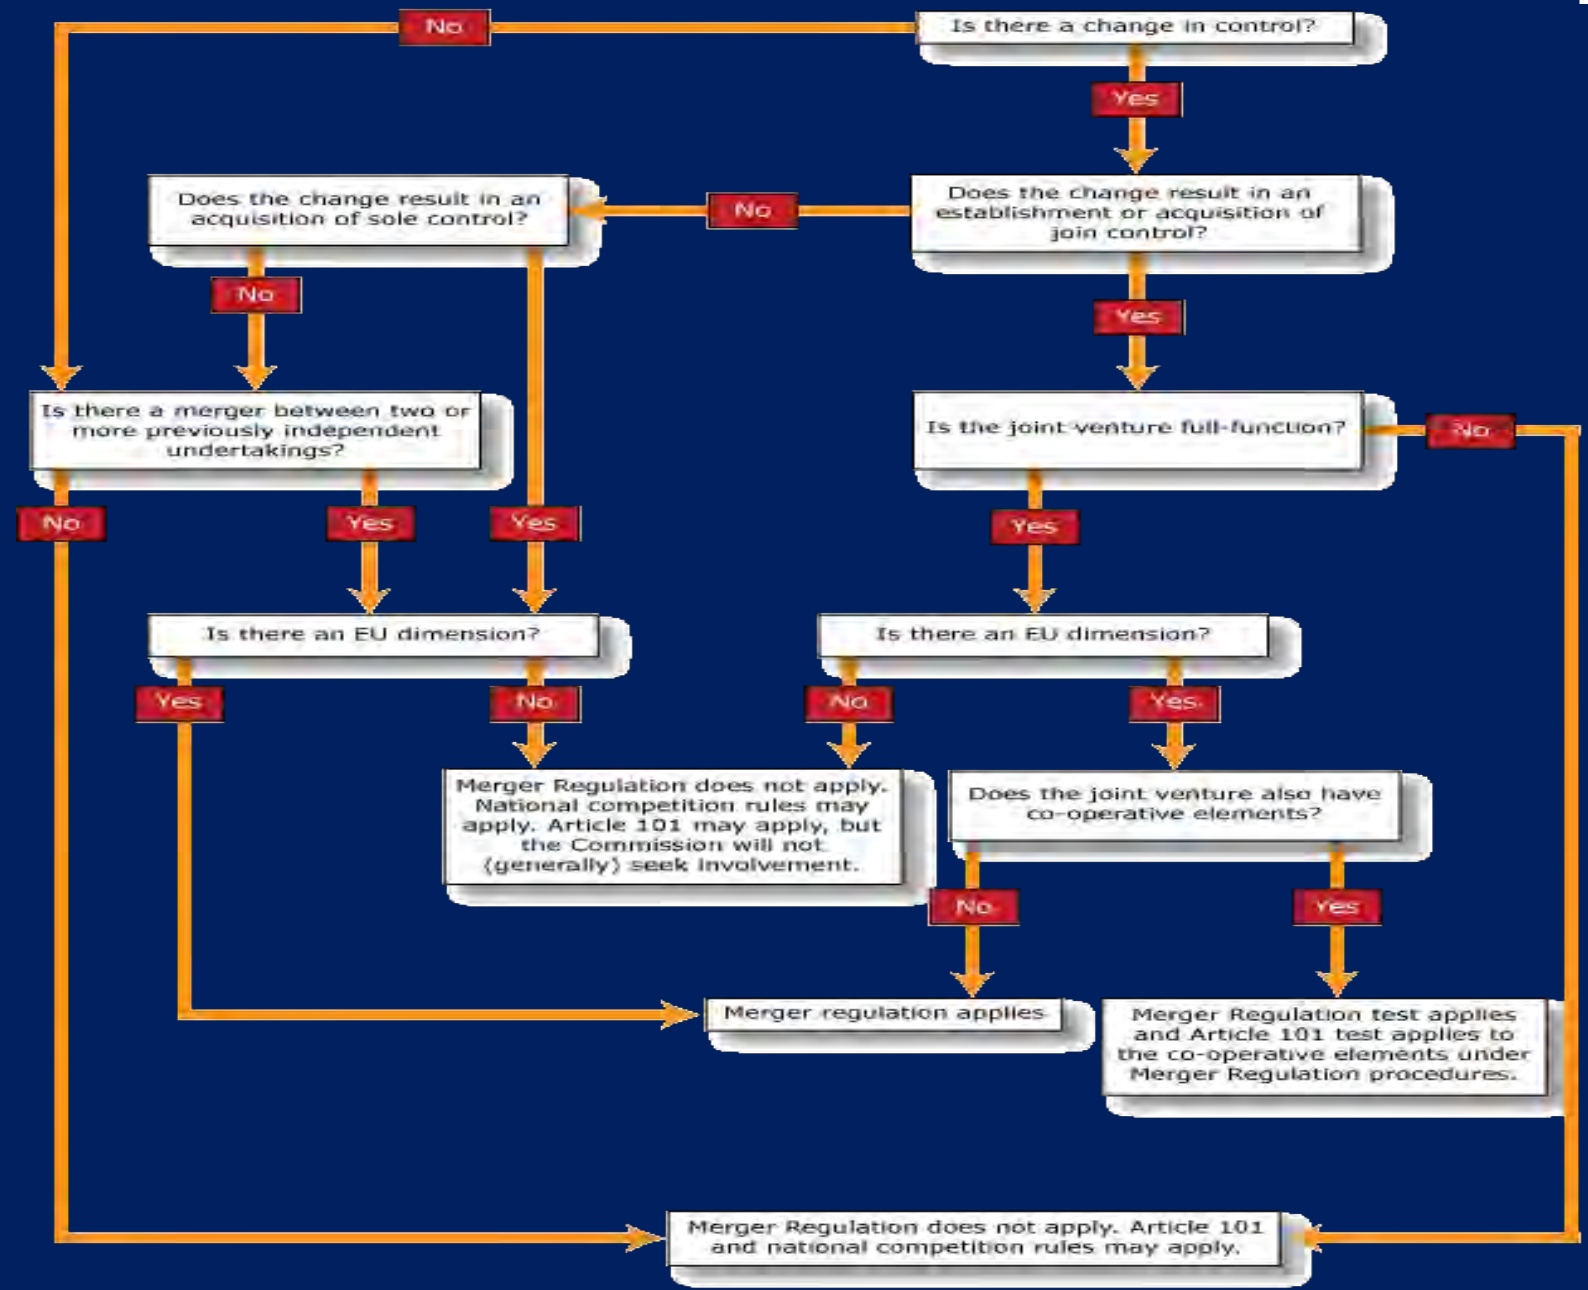 No
Is there a change in control?
Yes
Does the change result in an
acquisition of sole control?
No
Does the change result in an
establishment or acquisition of
join control?
No
Yes
Is there a merger between two or
more previously independent
undertakings?
Is the joint venture full-function?
No
No
Yes
Yes
Yes
Is there an EU dimension?
Is there an EU dimension?
Yes
No
No
Yes
Merger Regulation does not apply.
National competition rules may
apply. Article 101 may apply, but
the Commission will not
(generally) seek involvement.
Does the joint venture also have
co-operative elements?
No
Yes
Merger regulation applies
Merger Regulation test applies
and Article 101 test applies to
the co-operative elements under
Merger Regulation procedures.
Merger Regulation does not apply. Article 101
and national competition rules may apply.